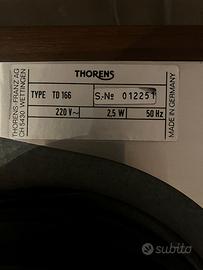 THORENS
THORENS-FRANZ AG
CH 5430 WETTINGEN
TYPE TD 166
S.-No 012251
220 V~ 2,5 W 50 Hz
MADE IN GERMANY
subito